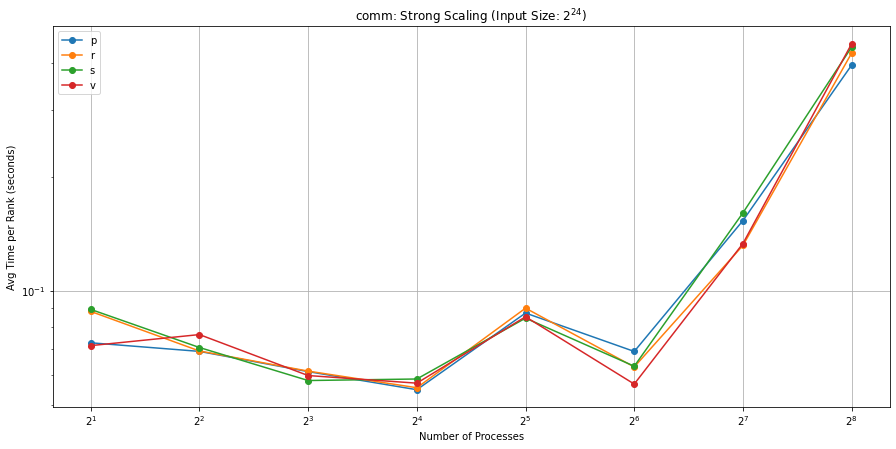 comm: Strong Scaling (Input Size: 2^24)
p
r
s
v
Avg Time per Rank (seconds)
10^−1
2^1 2^2 2^3 2^4 2^5 2^6 2^7 2^8
Number of Processes